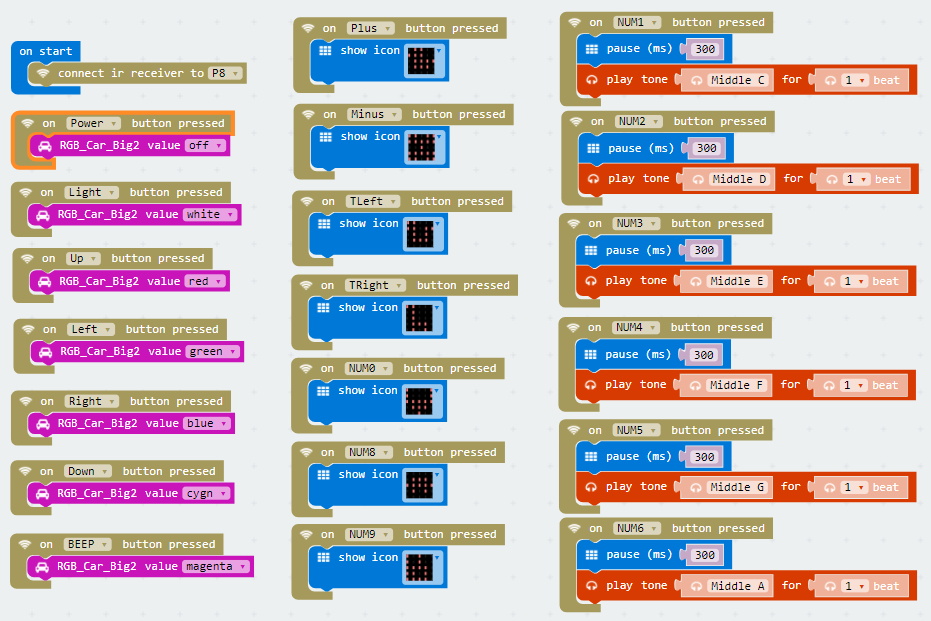 on start
connect ir receiver to P8
on Power button pressed
RGB_Car_Big2 value off
on Light button pressed
RGB_Car_Big2 value white
on Up button pressed
RGB_Car_Big2 value red
on Left button pressed
RGB_Car_Big2 value green
on Right button pressed
RGB_Car_Big2 value blue
on Down button pressed
RGB_Car_Big2 value cygn
on BEEP button pressed
RGB_Car_Big2 value magenta
on Plus button pressed
show icon
on Minus button pressed
show icon
on TLeft button pressed
show icon
on TRight button pressed
show icon
on NUM0 button pressed
show icon
on NUM8 button pressed
show icon
on NUM9 button pressed
show icon
on NUM1 button pressed
pause (ms) 300
play tone Middle C for 1 beat
on NUM2 button pressed
pause (ms) 300
play tone Middle D for 1 beat
on NUM3 button pressed
pause (ms) 300
play tone Middle E for 1 beat
on NUM4 button pressed
pause (ms) 300
play tone Middle F for 1 beat
on NUM5 button pressed
pause (ms) 300
play tone Middle G for 1 beat
on NUM6 button pressed
pause (ms) 300
play tone Middle A for 1 beat